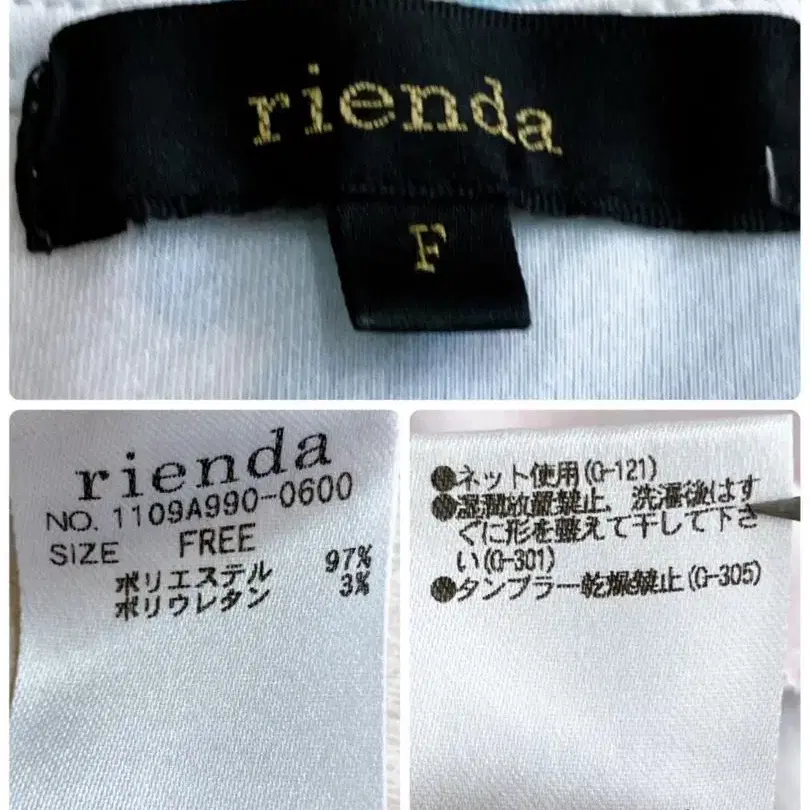 rienda
F
rienda
NO. 1109A990-0600
SIZE FREE
ポリエステル 97%
ポリウレタン 3%
●ネット使用(G-121)
●湿潤放置禁止、洗濯後はす
ぐに形を整えて干して下さ
い(G-301)
●タンブラー乾燥禁止(G-305)